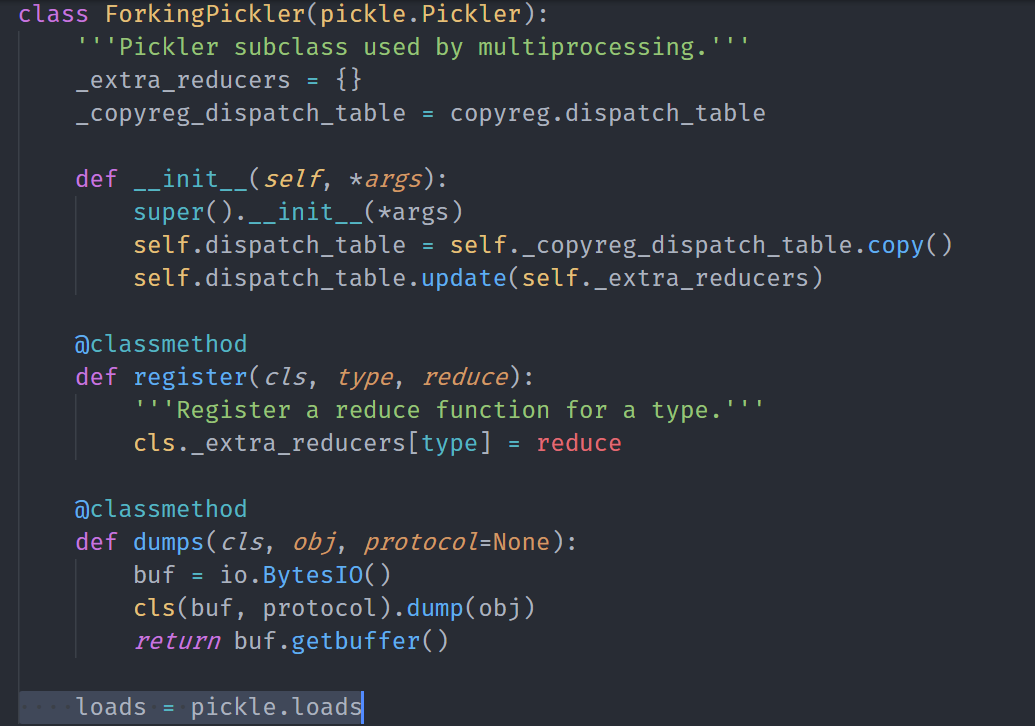 class ForkingPickler(pickle.Pickler):
    '''Pickler subclass used by multiprocessing.'''
    _extra_reducers = {}
    _copyreg_dispatch_table = copyreg.dispatch_table

    def __init__(self, *args):
        super().__init__(*args)
        self.dispatch_table = self._copyreg_dispatch_table.copy()
        self.dispatch_table.update(self._extra_reducers)

    @classmethod
    def register(cls, type, reduce):
        '''Register a reduce function for a type.'''
        cls._extra_reducers[type] = reduce

    @classmethod
    def dumps(cls, obj, protocol=None):
        buf = io.BytesIO()
        cls(buf, protocol).dump(obj)
        return buf.getbuffer()

    loads = pickle.loads